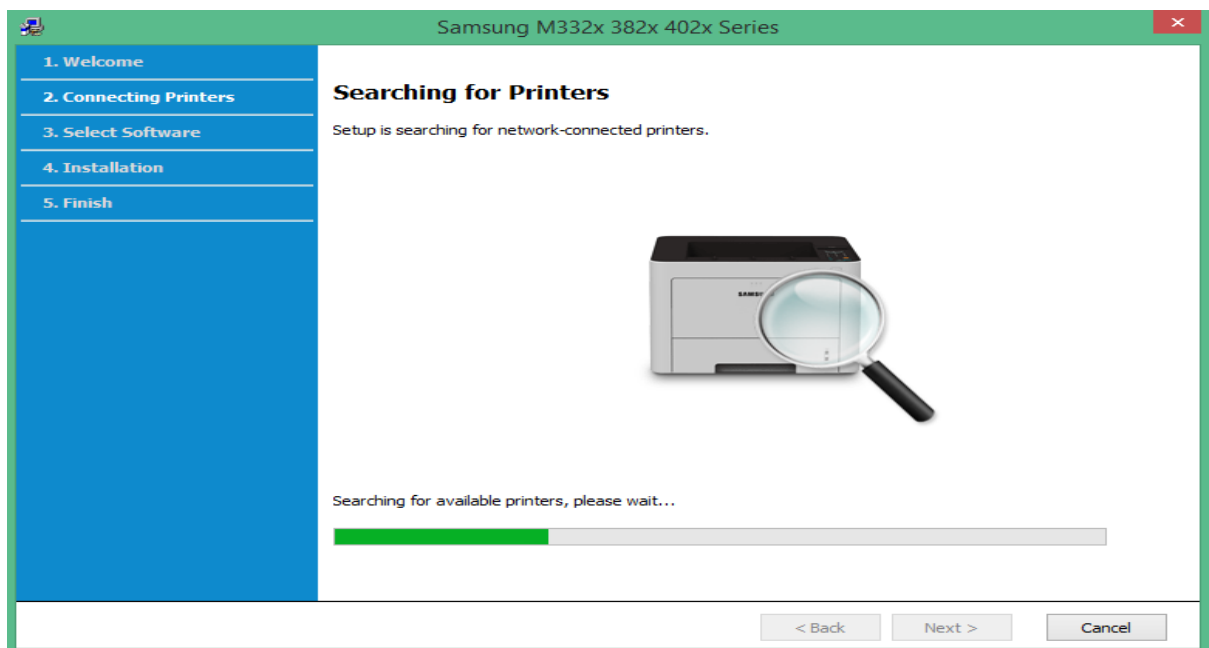 Samsung M332x 382x 402x Series
1. Welcome
2. Connecting Printers
3. Select Software
4. Installation
5. Finish
Searching for Printers
Setup is searching for network-connected printers.
Searching for available printers, please wait...
< Back Next > Cancel